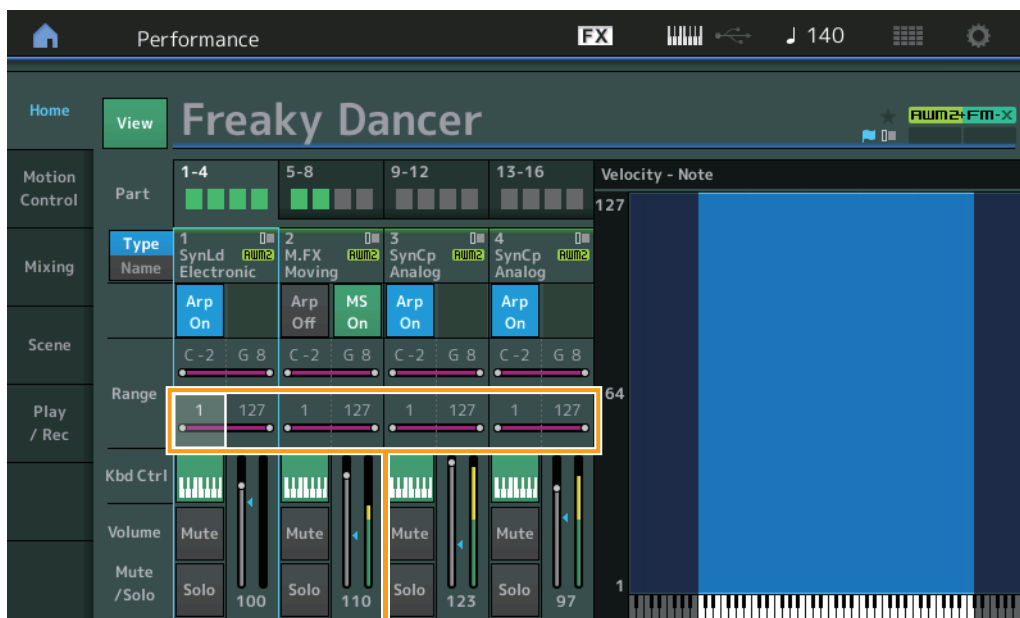 Performance
FX
♩ 140
Home
View
Freaky Dancer
AWM2+FM-X
Motion
Control
Part
1-4
5-8
9-12
13-16
Velocity - Note
127
Mixing
Type
Name
1
SynLd AWM2
Electronic
2
M.FX AWM2
Moving
3
SynCp AWM2
Analog
4
SynCp AWM2
Analog
Arp
On
Arp
Off
MS
On
Arp
On
Arp
On
Scene
Range
C -2 G 8 C -2 G 8 C -2 G 8 C -2 G 8
64
1 127 1 127 1 127 1 127
Play
/ Rec
Kbd Ctrl
Volume
Mute Mute Mute Mute
Mute
/Solo
Solo 100 Solo 110 Solo 123 Solo 97
1